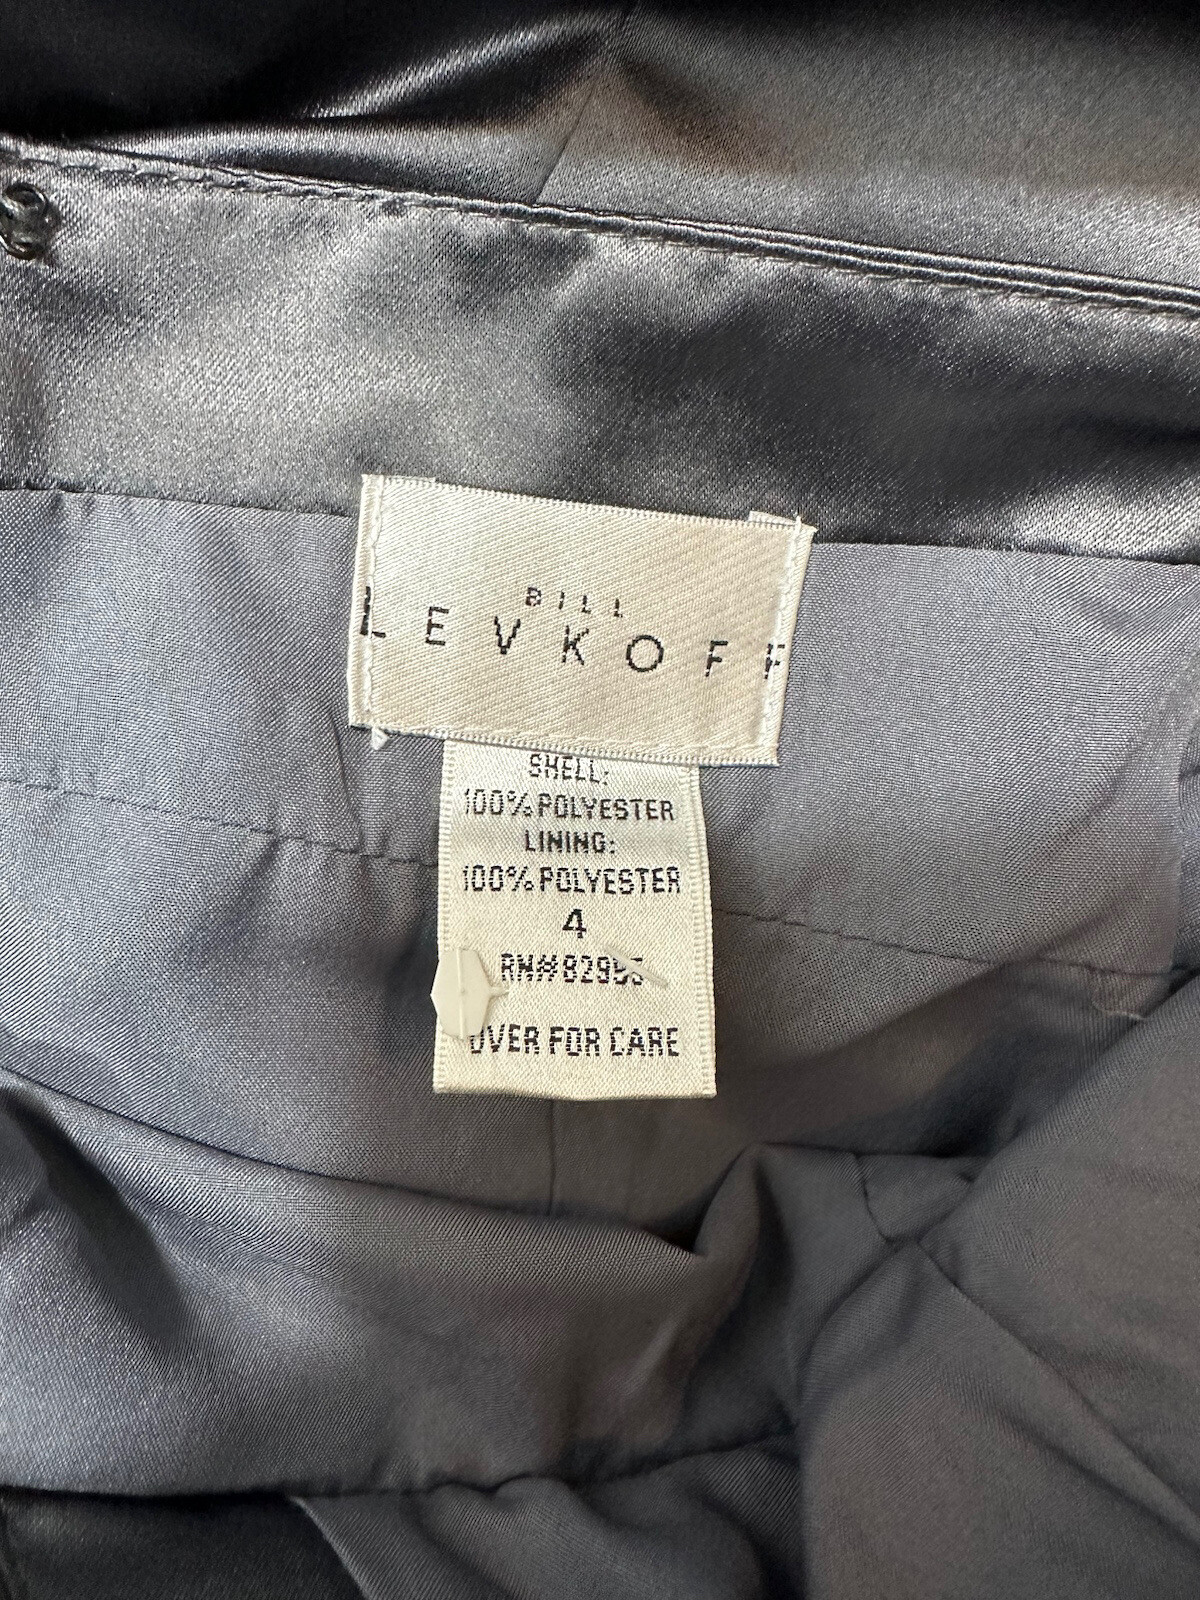 BILL
LEVKOFF
SHELL:
100% POLYESTER
LINING:
100% POLYESTER
4
OVER FOR CARE